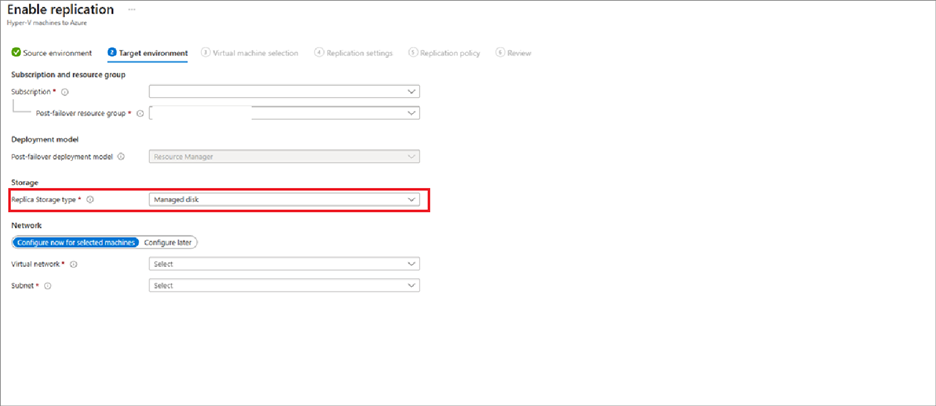 Enable replication ...
Hyper-V machines to Azure
Source environment 2 Target environment 3 Virtual machine selection 4 Replication settings 5 Replication policy 6 Review
Subscription and resource group
Subscription *
Post-failover resource group *
Deployment model
Post-failover deployment model Resource Manager
Storage
Replica Storage type * Managed disk
Network
Configure now for selected machines Configure later
Virtual network * Select
Subnet * Select